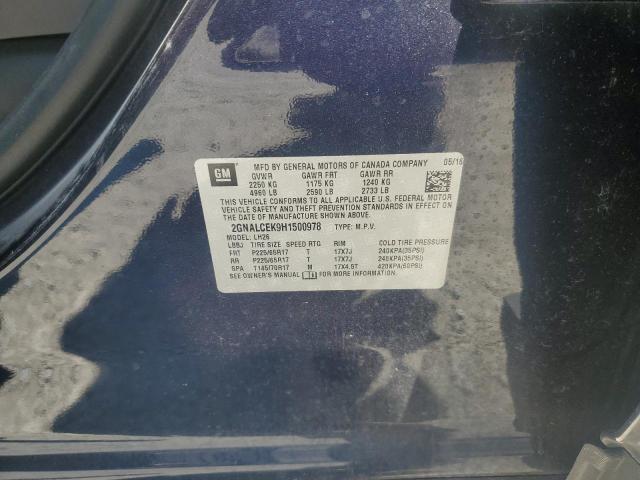 GM
MFD BY GENERAL MOTORS OF CANADA COMPANY 05/16
GVWR GAWR FRT GAWR RR
2250 KG 1175 KG 1240 KG
4960 LB 2590 LB 2733 LB
THIS VEHICLE CONFORMS TO ALL APPLICABLE U.S. FEDERAL MOTOR
VEHICLE SAFETY AND THEFT PREVENTION STANDARDS IN EFFECT ON
THE DATE OF MANUFACTURE SHOWN ABOVE.
2GNALCEK9H1500978 TYPE: M.P.V.
MODEL: LH26
LBBJ TIRE SIZE SPEED RTG RIM COLD TIRE PRESSURE
FRT P225/65R17 T 17X7J 240KPA(35PSI)
RR P225/65R17 T 17X7J 240KPA(35PSI)
SPA T145/70R17 M 17X4.5T 420KPA(60PSI)
SEE OWNER'S MANUAL FOR MORE INFORMATION.